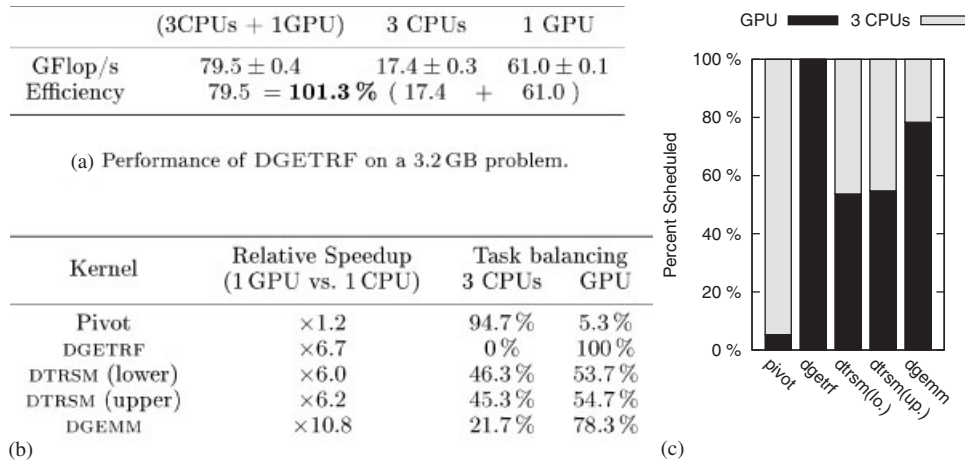 (3CPUs + 1GPU) 3 CPUs 1 GPU
GFlop/s 79.5 ± 0.4 17.4 ± 0.3 61.0 ± 0.1
Efficiency 79.5 = 101.3 % ( 17.4 + 61.0 )
(a) Performance of DGETRF on a 3.2 GB problem.
Kernel Relative Speedup Task balancing
(1 GPU vs. 1 CPU) 3 CPUs GPU
Pivot ×1.2 94.7 % 5.3 %
DGETRF ×6.7 0 % 100 %
DTRSM (lower) ×6.0 46.3 % 53.7 %
DTRSM (upper) ×6.2 45.3 % 54.7 %
DGEMM ×10.8 21.7 % 78.3 %
(b)
GPU 3 CPUs
Percent Scheduled
100 %
80 %
60 %
40 %
20 %
0 %
pivot
dgetrf
dtrsm(lo.)
dtrsm(up.)
dgemm
(c)